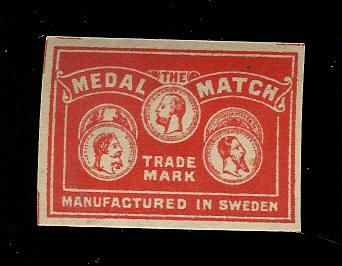 THE
MEDAL MATCH
TRADE
MARK
MANUFACTURED IN SWEDEN